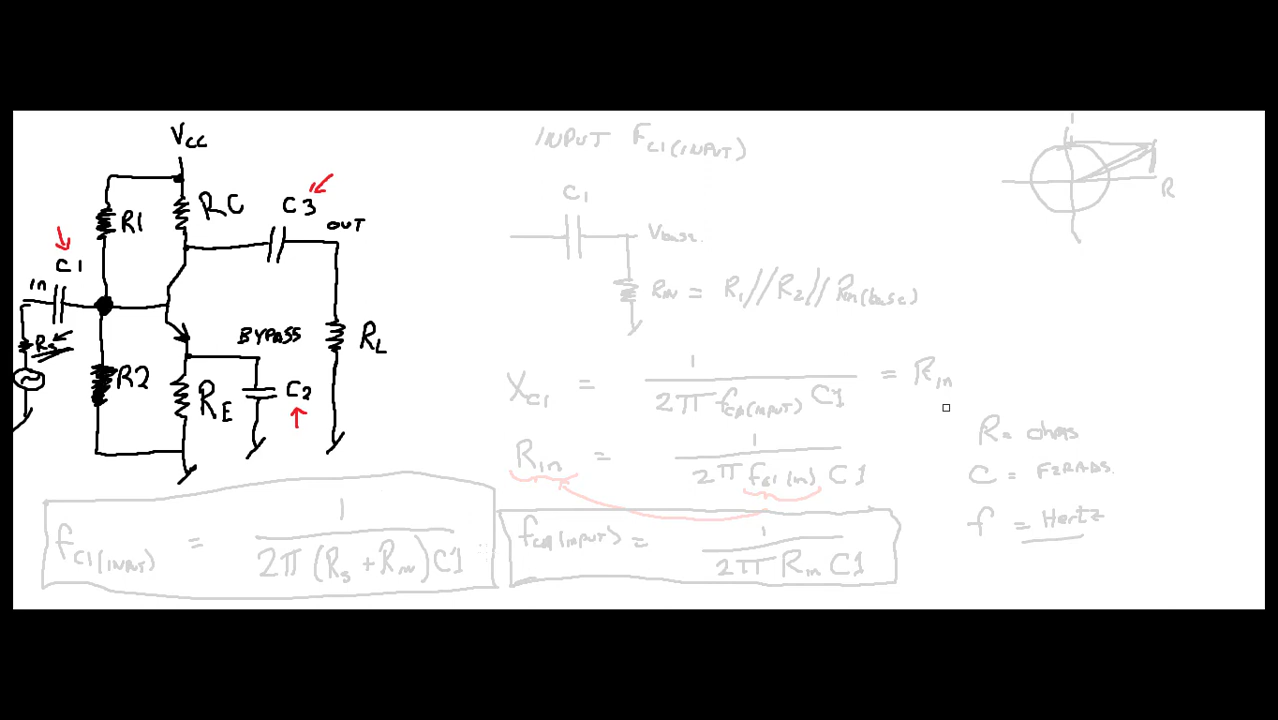 VCC
R1
RC
C3
OUT
C1
in
Rs
R2
BYPASS
RL
RE
C2
INPUT FC1(INPUT)
C1
Vbase.
RIN = R1//R2//Rin(base)
XC1 = 1 / 2π fC1(INPUT) C1 = Rin
Rin = 1 / 2π fC1(in) C1
fC1(INPUT) = 1 / 2π Rin C1
fC1(INPUT) = 1 / 2π (Rs + RIN) C1
R
R = ohms
C = FARADS.
f = Hertz